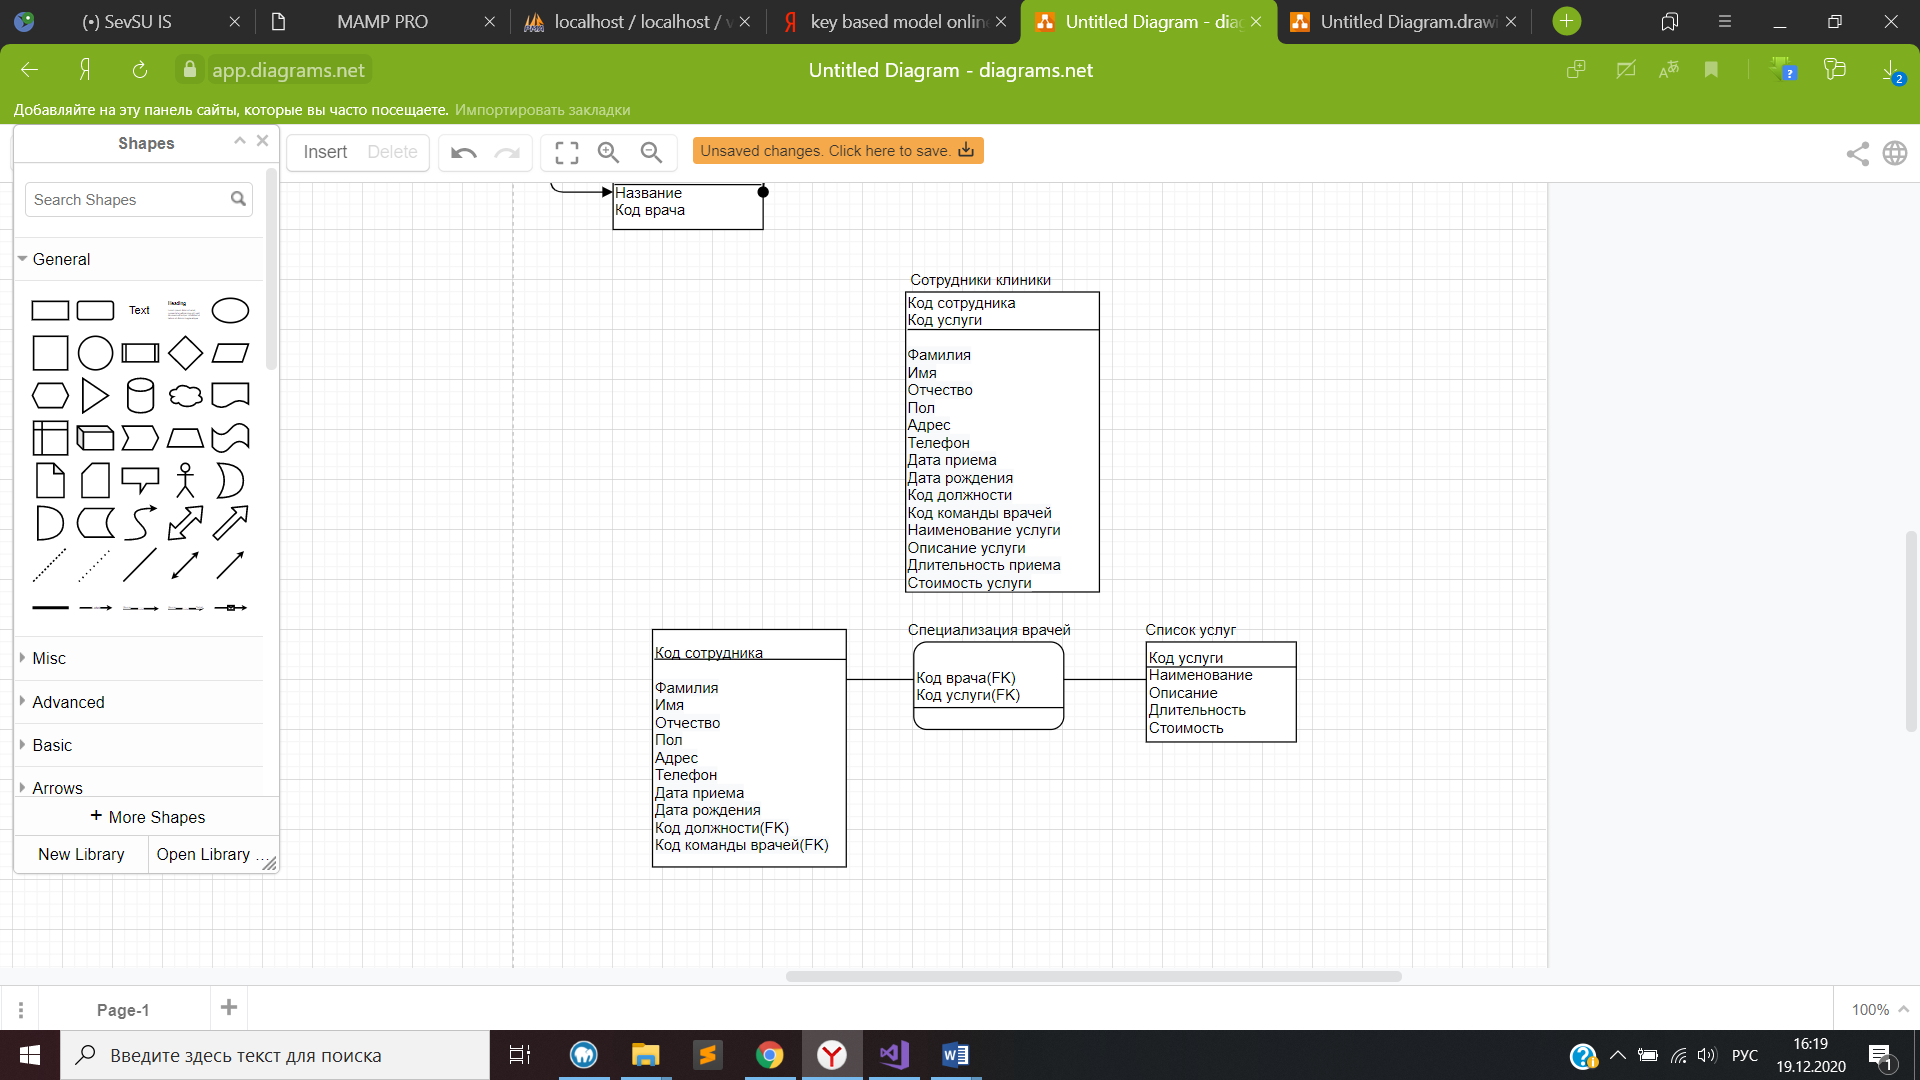 (•) SevSU IS
MAMP PRO
localhost / localhost / v
key based model online
Untitled Diagram - dia
Untitled Diagram.drawi
app.diagrams.net
Untitled Diagram - diagrams.net
2
Добавляйте на эту панель сайты, которые вы часто посещаете. Импортировать закладки
Shapes
Insert
Delete
Unsaved changes. Click here to save.
Search Shapes
General
Text
Heading
Misc
Advanced
Basic
Arrows
+ More Shapes
New Library
Open Library ...
Название
Код врача
Сотрудники клиники
Код сотрудника
Код услуги
Фамилия
Имя
Отчество
Пол
Адрес
Телефон
Дата приема
Дата рождения
Код должности
Код команды врачей
Наименование услуги
Описание услуги
Длительность приема
Стоимость услуги
Код сотрудника
Фамилия
Имя
Отчество
Пол
Адрес
Телефон
Дата приема
Дата рождения
Код должности(FK)
Код команды врачей(FK)
Специализация врачей
Код врача(FK)
Код услуги(FK)
Список услуг
Код услуги
Наименование
Описание
Длительность
Стоимость
Page-1
100%
Введите здесь текст для поиска
РУС
16:19
19.12.2020
1